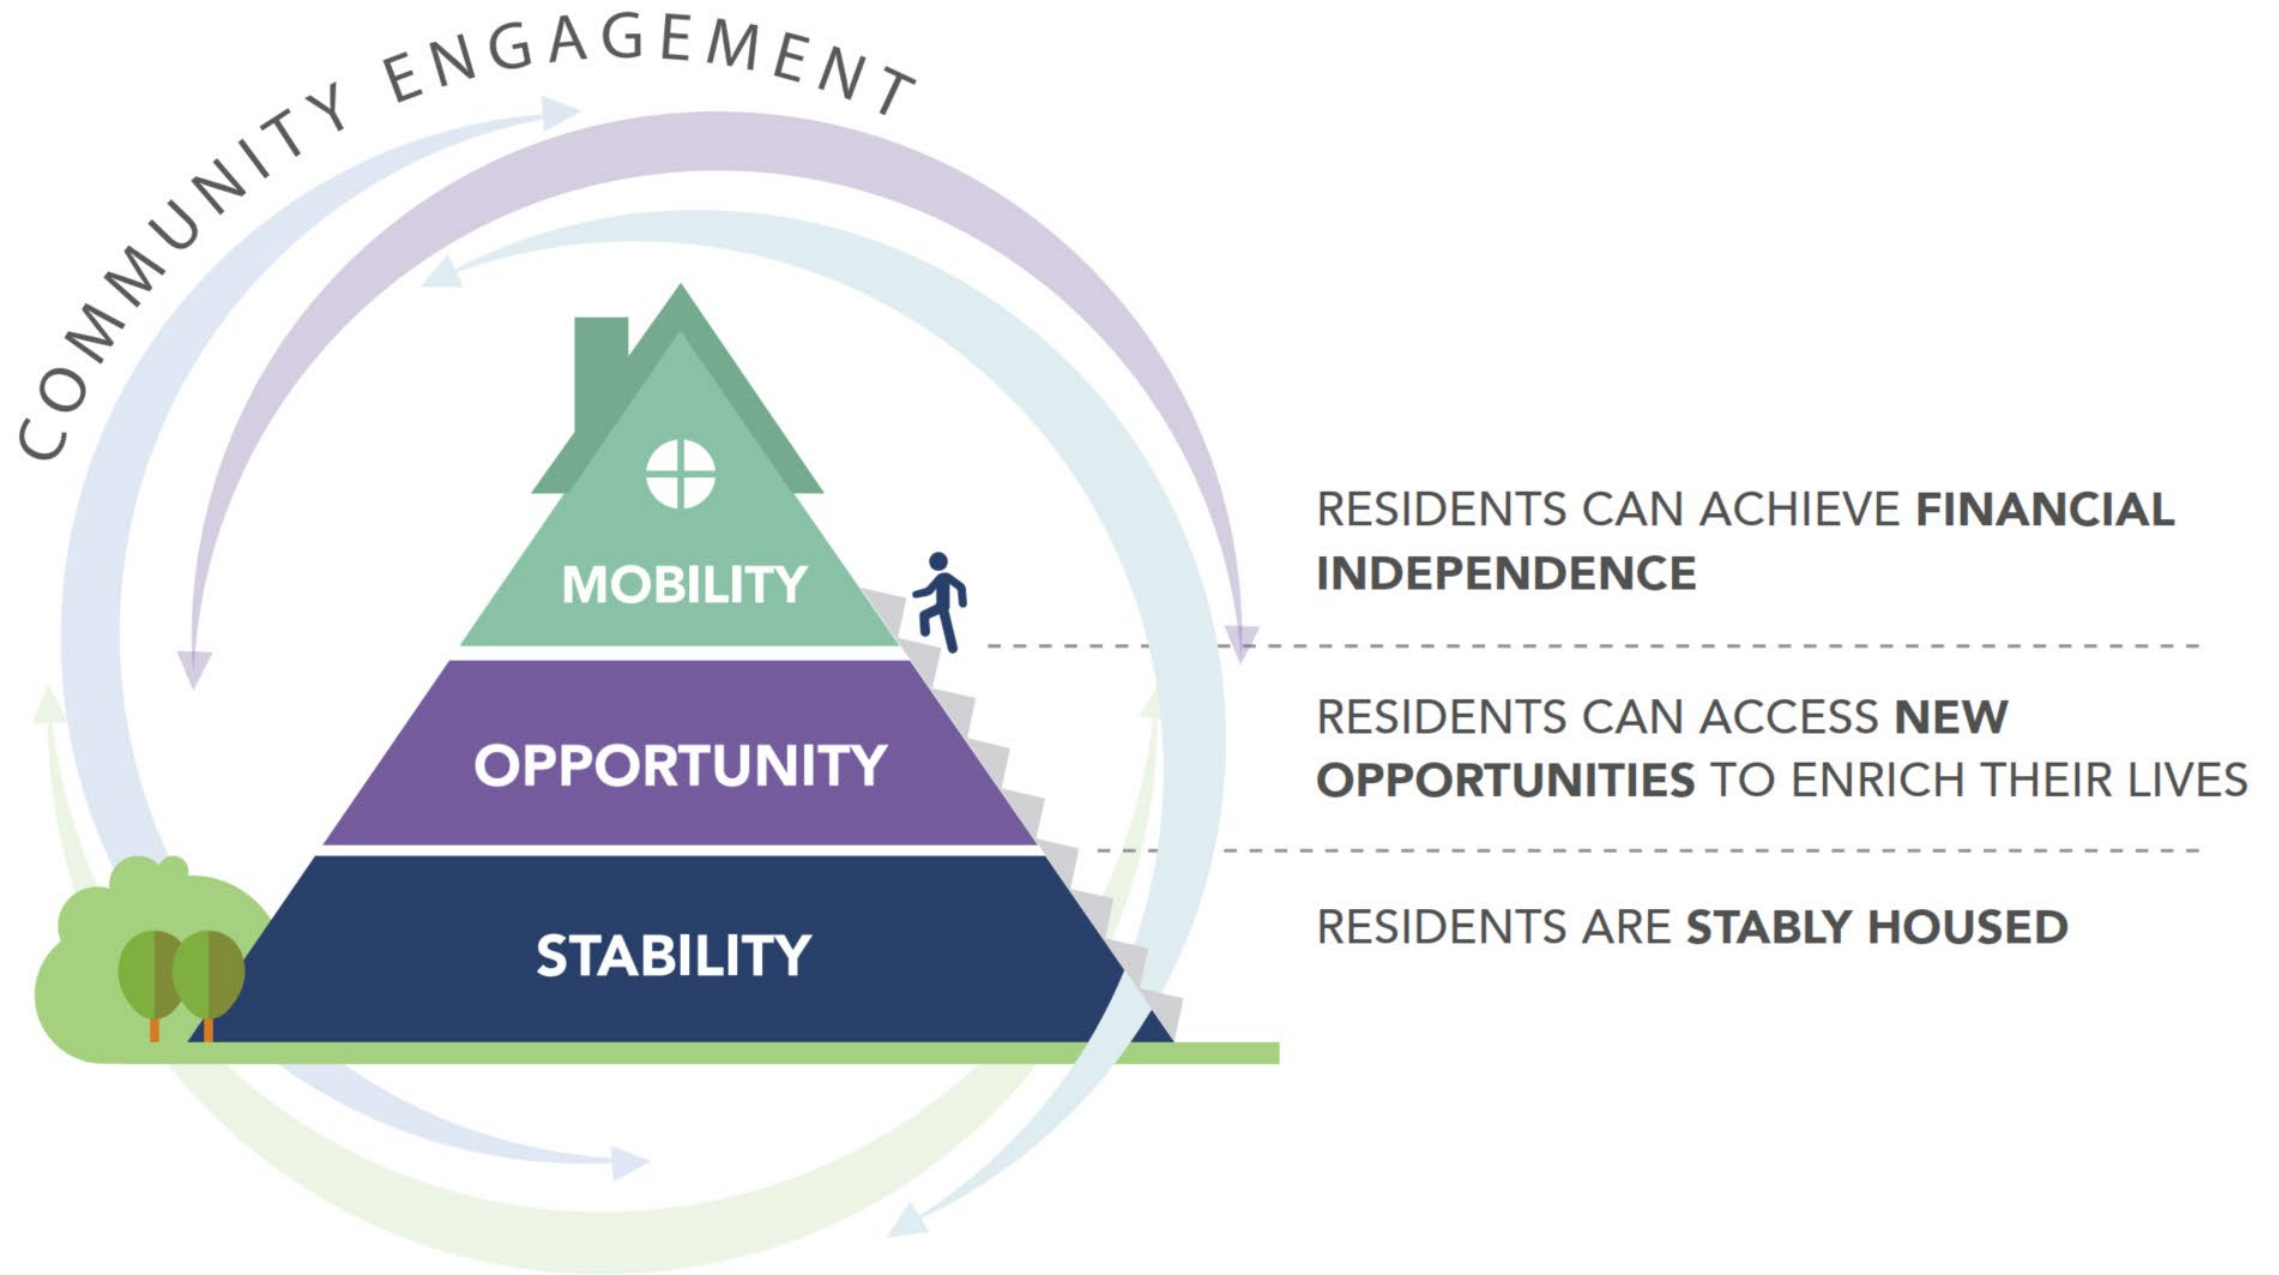 COMMUNITY ENGAGEMENT
MOBILITY
RESIDENTS CAN ACHIEVE FINANCIAL
INDEPENDENCE
OPPORTUNITY
RESIDENTS CAN ACCESS NEW
OPPORTUNITIES TO ENRICH THEIR LIVES
STABILITY
RESIDENTS ARE STABLY HOUSED